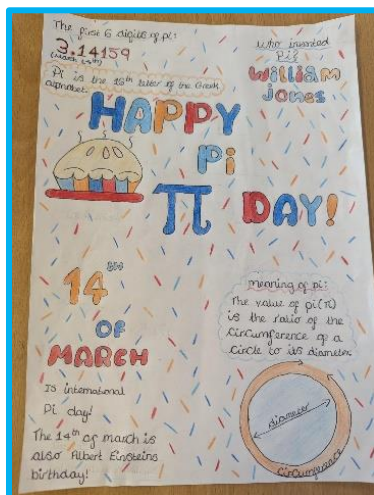 The first 6 digits of pi:
3.14159
(March 14th)
Pi is the 16th letter of the Greek
alphabet.
Who invented
Pi?
William
Jones
HAPPY
Pi
π DAY!
14TH
OF
MARCH
Is international
Pi day!
The 14th of march is
also Albert Einsteins
birthday!
meaning of pi:
The value of pi(π)
is the ratio of the
circumference of a
circle to its diameter
Diameter
Circumference